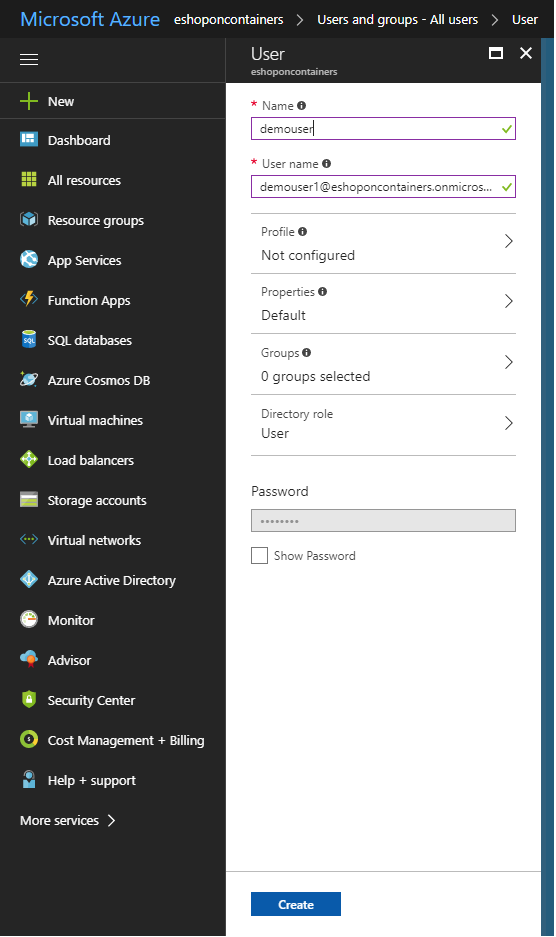 Microsoft Azure eshoponcontainers > Users and groups - All users > User
New
Dashboard
All resources
Resource groups
App Services
Function Apps
SQL
SQL databases
Azure Cosmos DB
Virtual machines
Load balancers
Storage accounts
Virtual networks
Azure Active Directory
Monitor
Advisor
Security Center
Cost Management + Billing
Help + support
More services >
User
eshoponcontainers
* Name
demouser
* User name
demouser1@eshoponcontainers.onmicros...
Profile
Not configured
Properties
Default
Groups
0 groups selected
Directory role
User
Password
••••••••
Show Password
Create